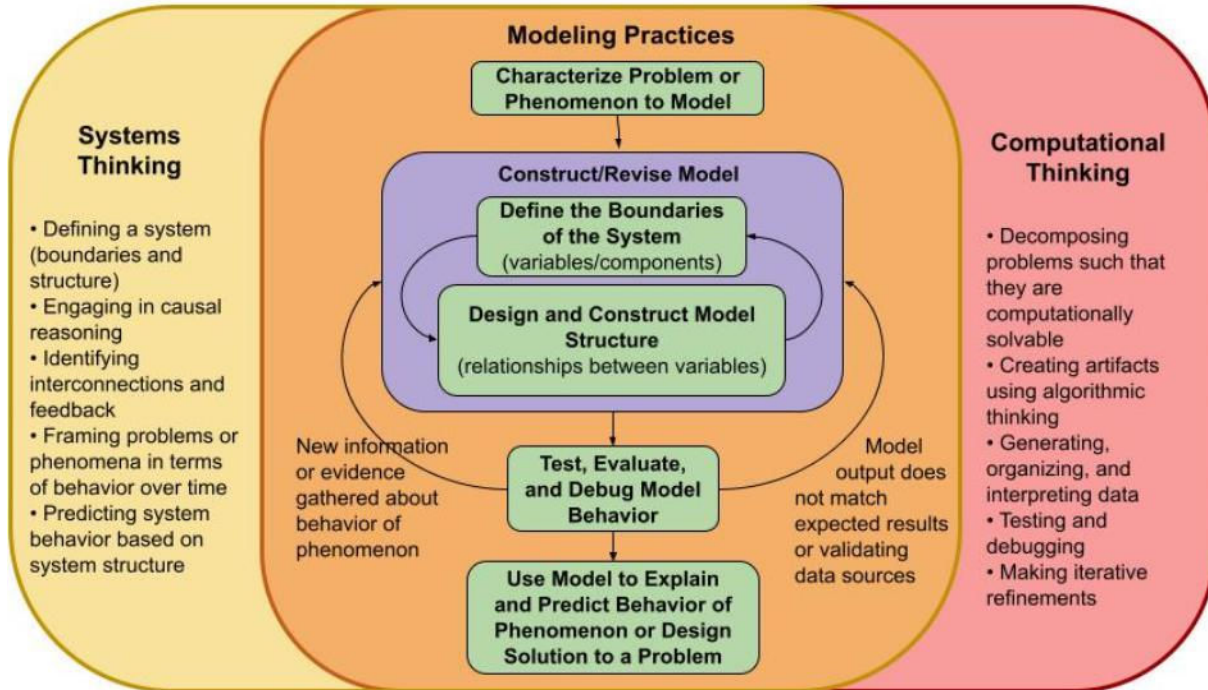 Modeling Practices
Characterize Problem or
Phenomenon to Model
Systems
Thinking
• Defining a system
(boundaries and
structure)
• Engaging in causal
reasoning
• Identifying
interconnections and
feedback
• Framing problems or
phenomena in terms
of behavior over time
• Predicting system
behavior based on
system structure
Construct/Revise Model
Define the Boundaries
of the System
(variables/components)
Design and Construct Model
Structure
(relationships between variables)
New information
or evidence
gathered about
behavior of
phenomenon
Test, Evaluate,
and Debug Model
Behavior
Model
output does
not match
expected results
or validating
data sources
Use Model to Explain
and Predict Behavior of
Phenomenon or Design
Solution to a Problem
Computational
Thinking
• Decomposing
problems such that
they are
computationally
solvable
• Creating artifacts
using algorithmic
thinking
• Generating,
organizing, and
interpreting data
• Testing and
debugging
• Making iterative
refinements